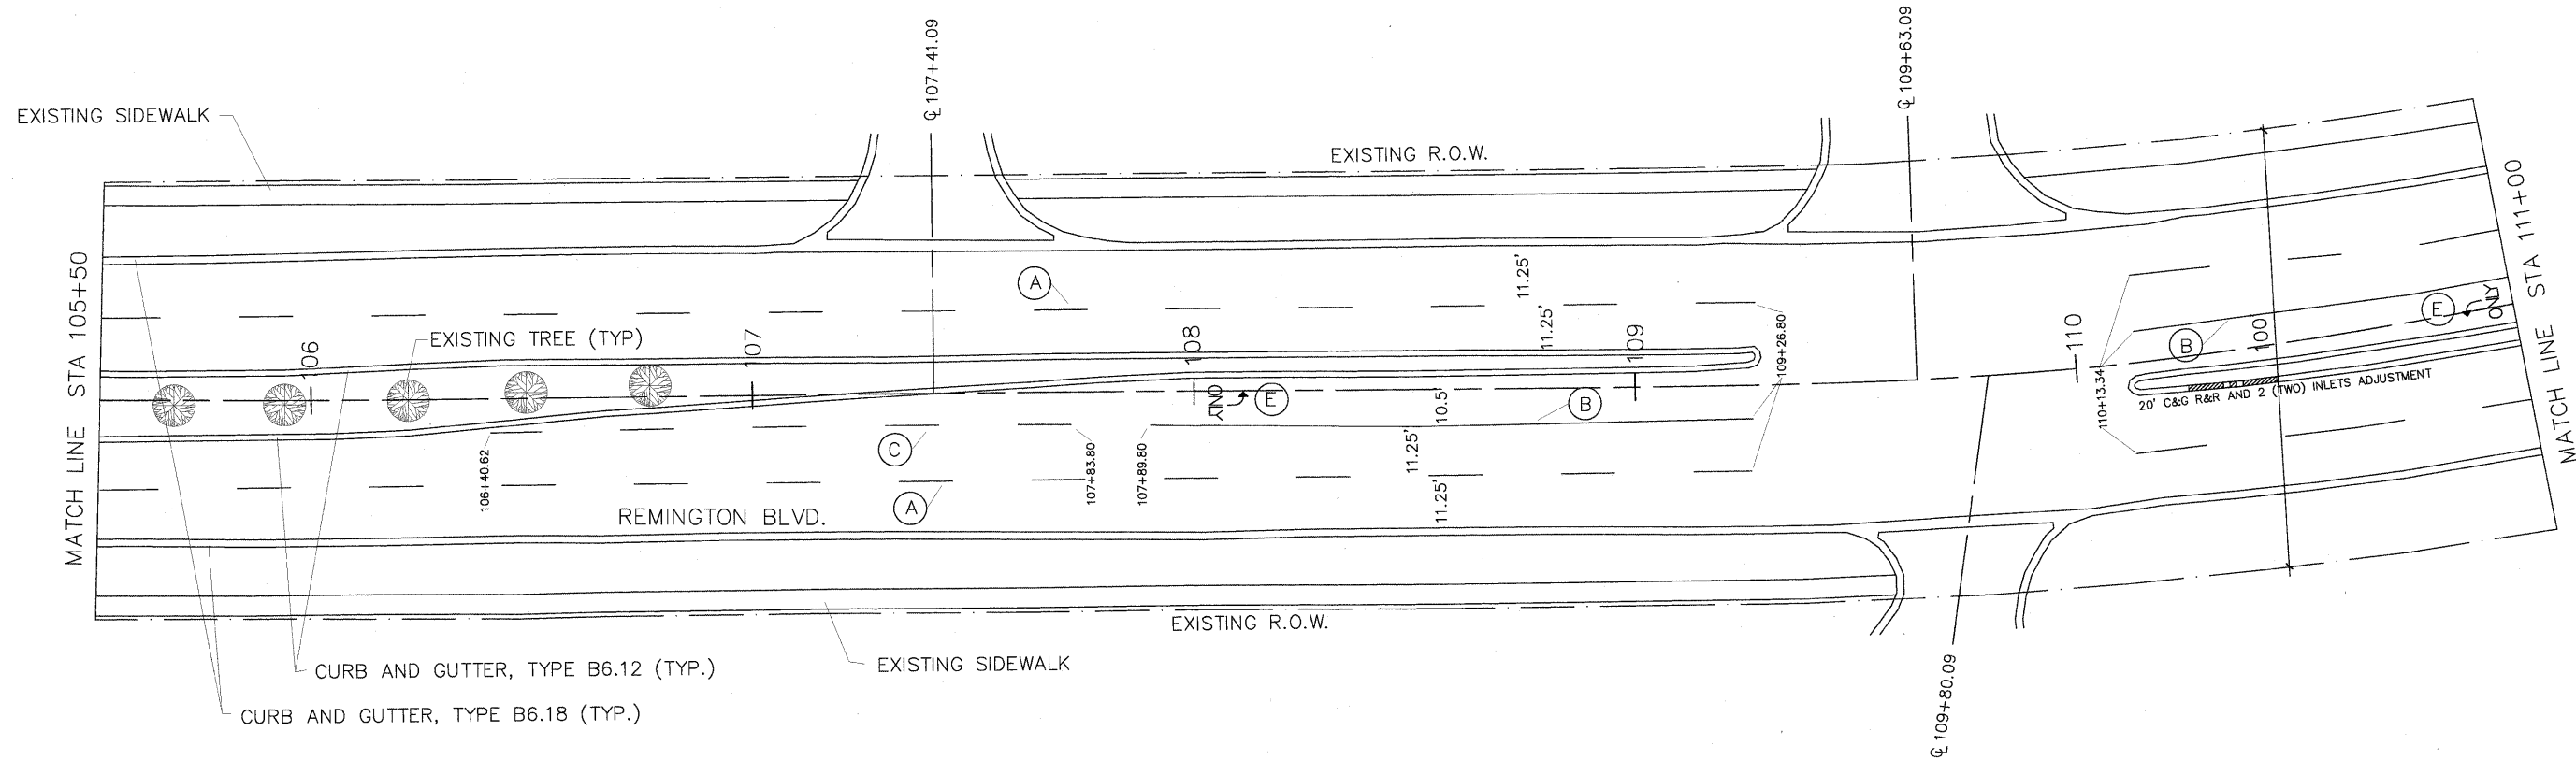 EXISTING SIDEWALK
℄ 107+41.09
℄ 109+63.09
EXISTING R.O.W.
MATCH LINE STA 105+50
MATCH LINE STA 111+00
A
11.25'
11.25'
EXISTING TREE (TYP)
106
107
108
109
110
109+26.80
110+13.34
B
100'
E
ONLY
20' C&G R&R AND 2 (TWO) INLETS ADJUSTMENT
ONLY
E
10.5'
B
C
106+40.62
107+83.80
107+89.80
11.25'
11.25'
A
REMINGTON BLVD.
EXISTING R.O.W.
EXISTING SIDEWALK
CURB AND GUTTER, TYPE B6.12 (TYP.)
CURB AND GUTTER, TYPE B6.18 (TYP.)
℄ 109+80.09